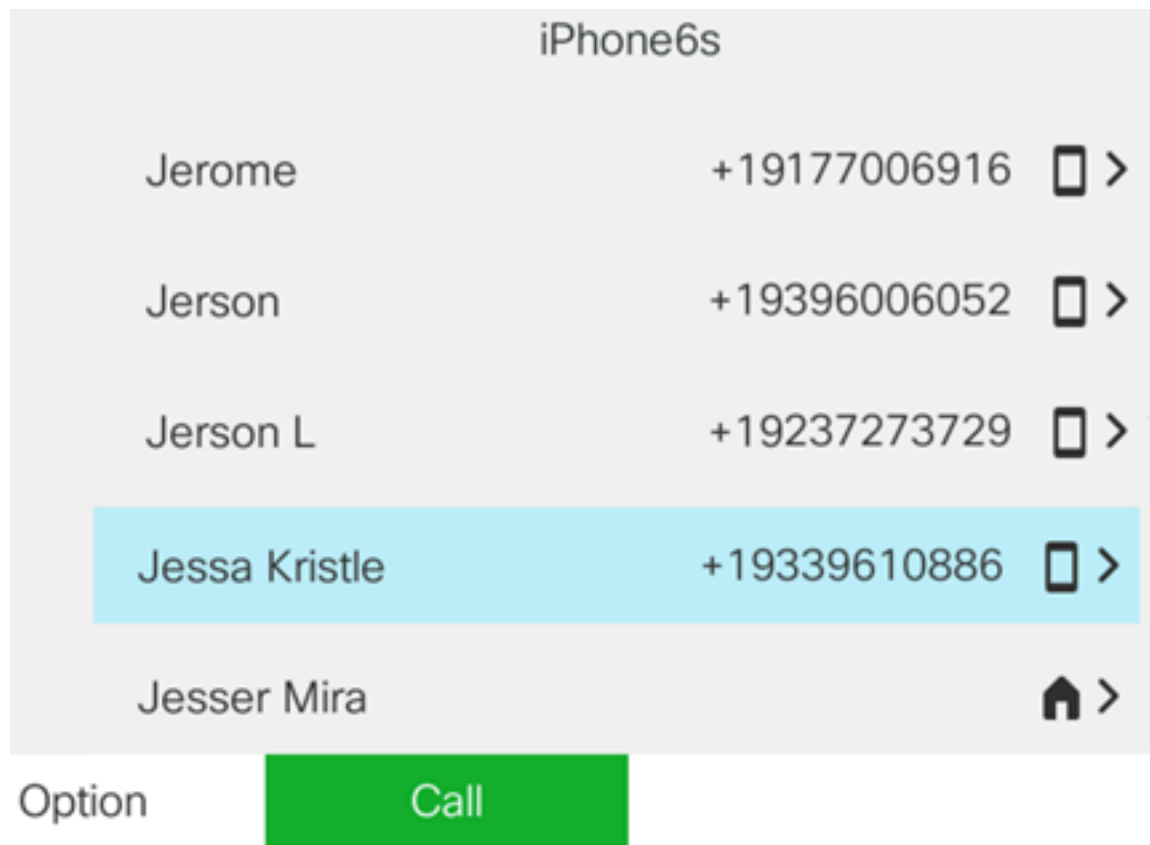 iPhone6s
Jerome +19177006916
Jerson +19396006052
Jerson L +19237273729
Jessa Kristle +19339610886
Jesser Mira
Option Call